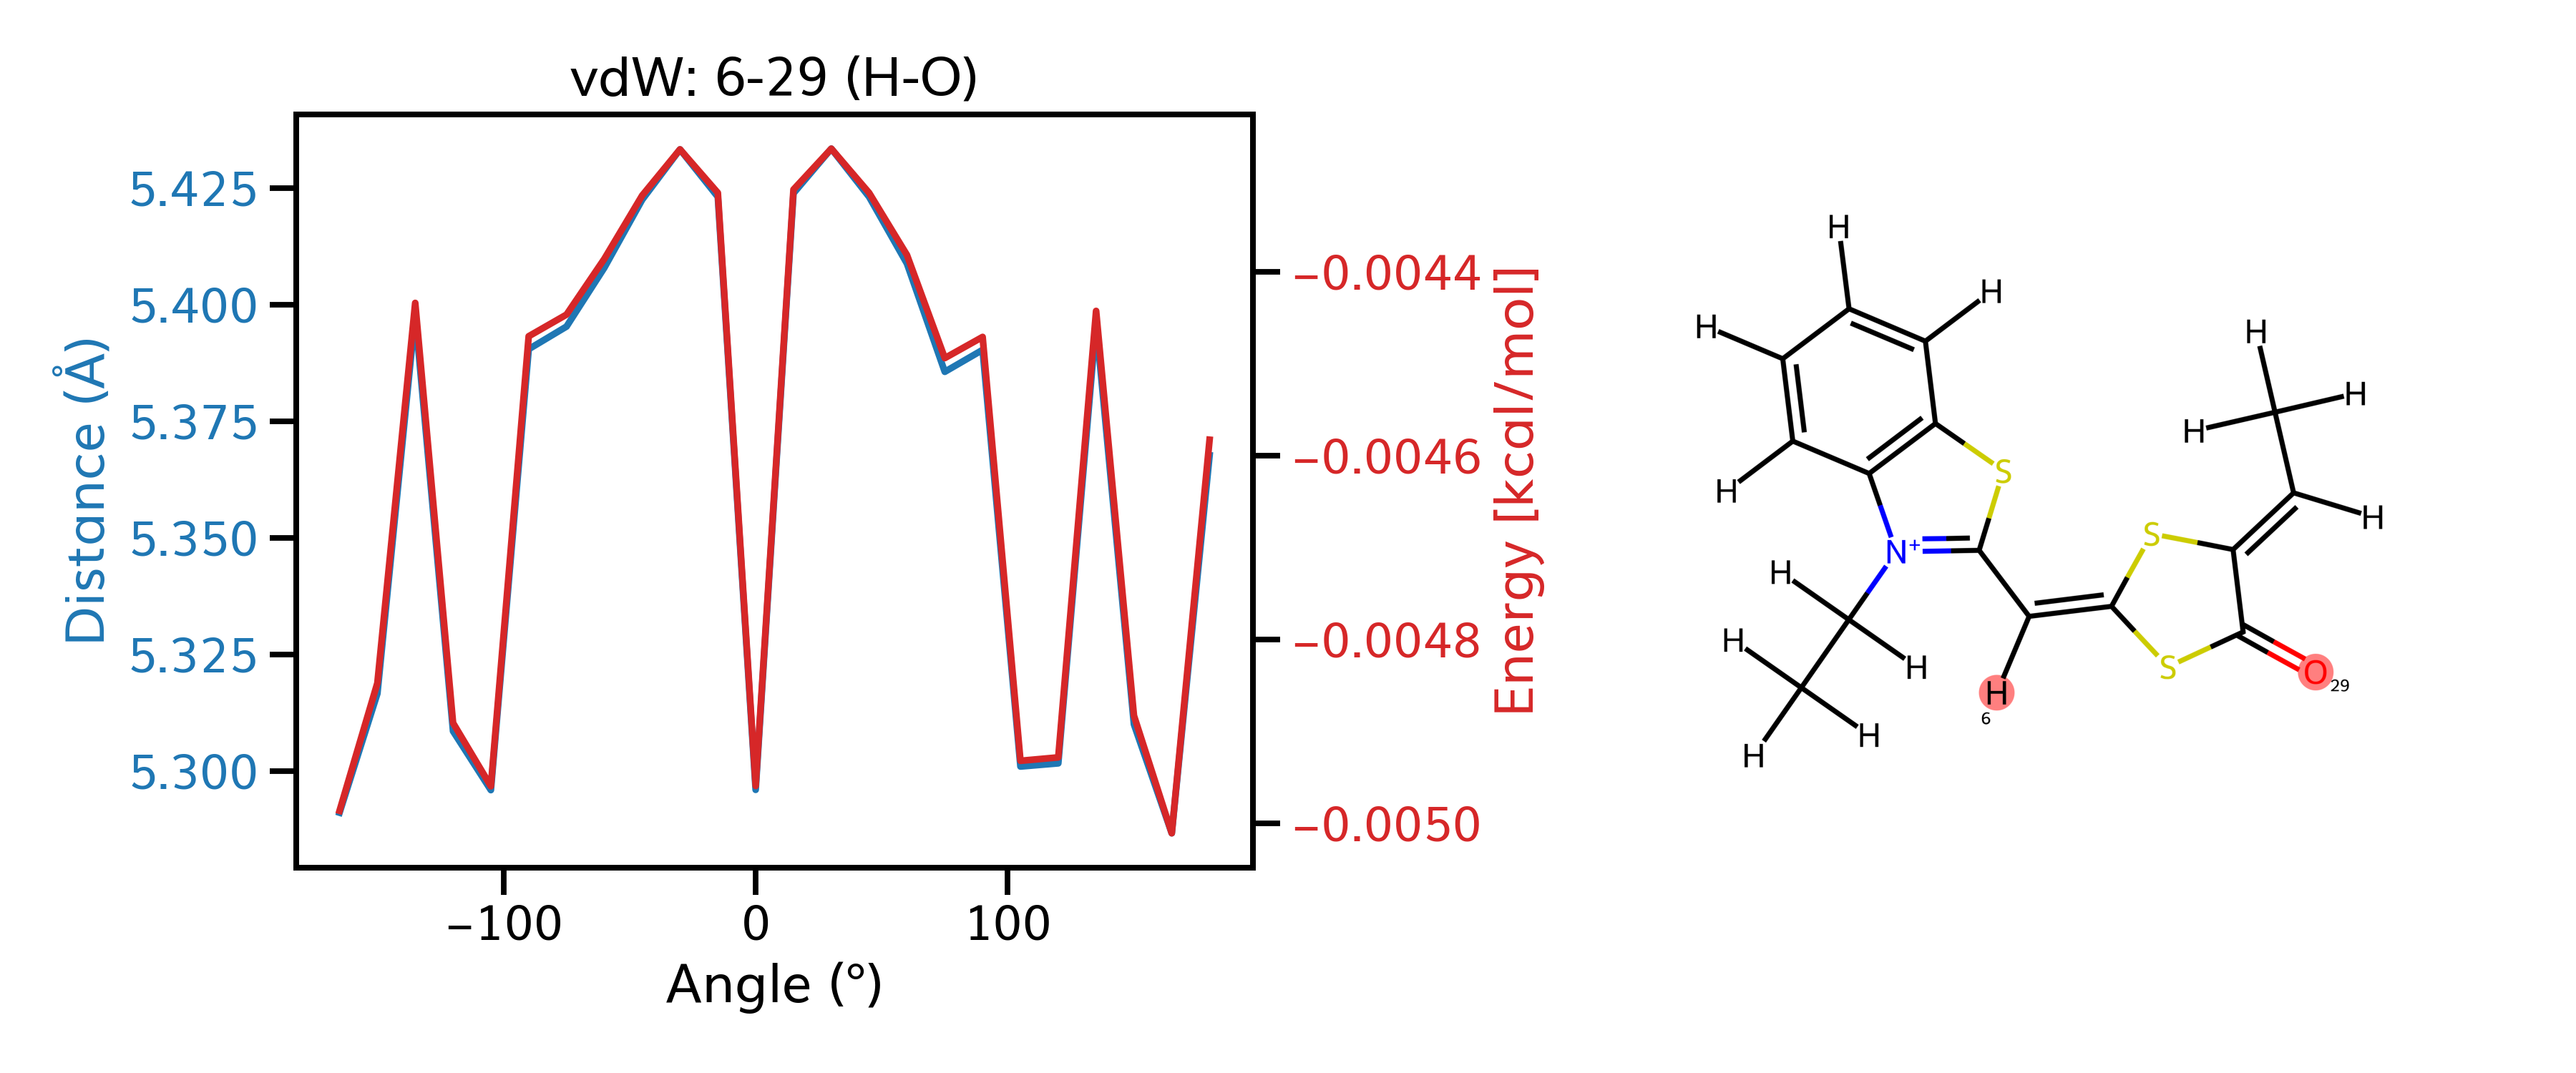 vdW: 6-29 (H-O)
5.425
5.400
5.375
5.350
5.325
5.300
Distance (Å)
−0.0044
−0.0046
−0.0048
−0.0050
Energy [kcal/mol]
−100 0 100
Angle (°)
H
H
H
H
H
H
S
H
S
H
N+
H
H
S
H
H
6
O
29
H
H